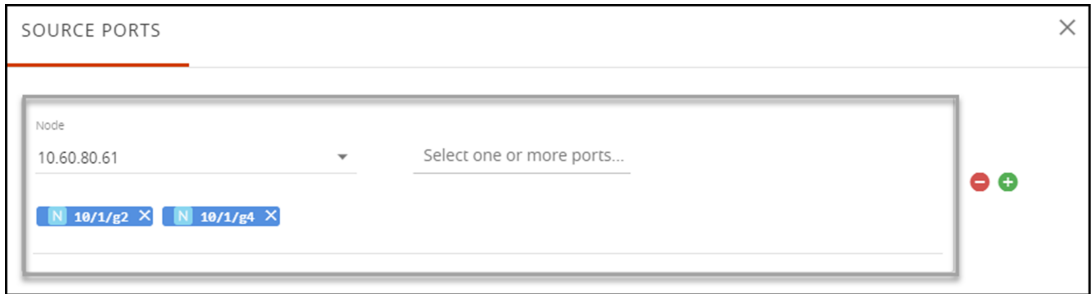 SOURCE PORTS
Node
10.60.80.61
Select one or more ports...
N 10/1/g2 X N 10/1/g4 X